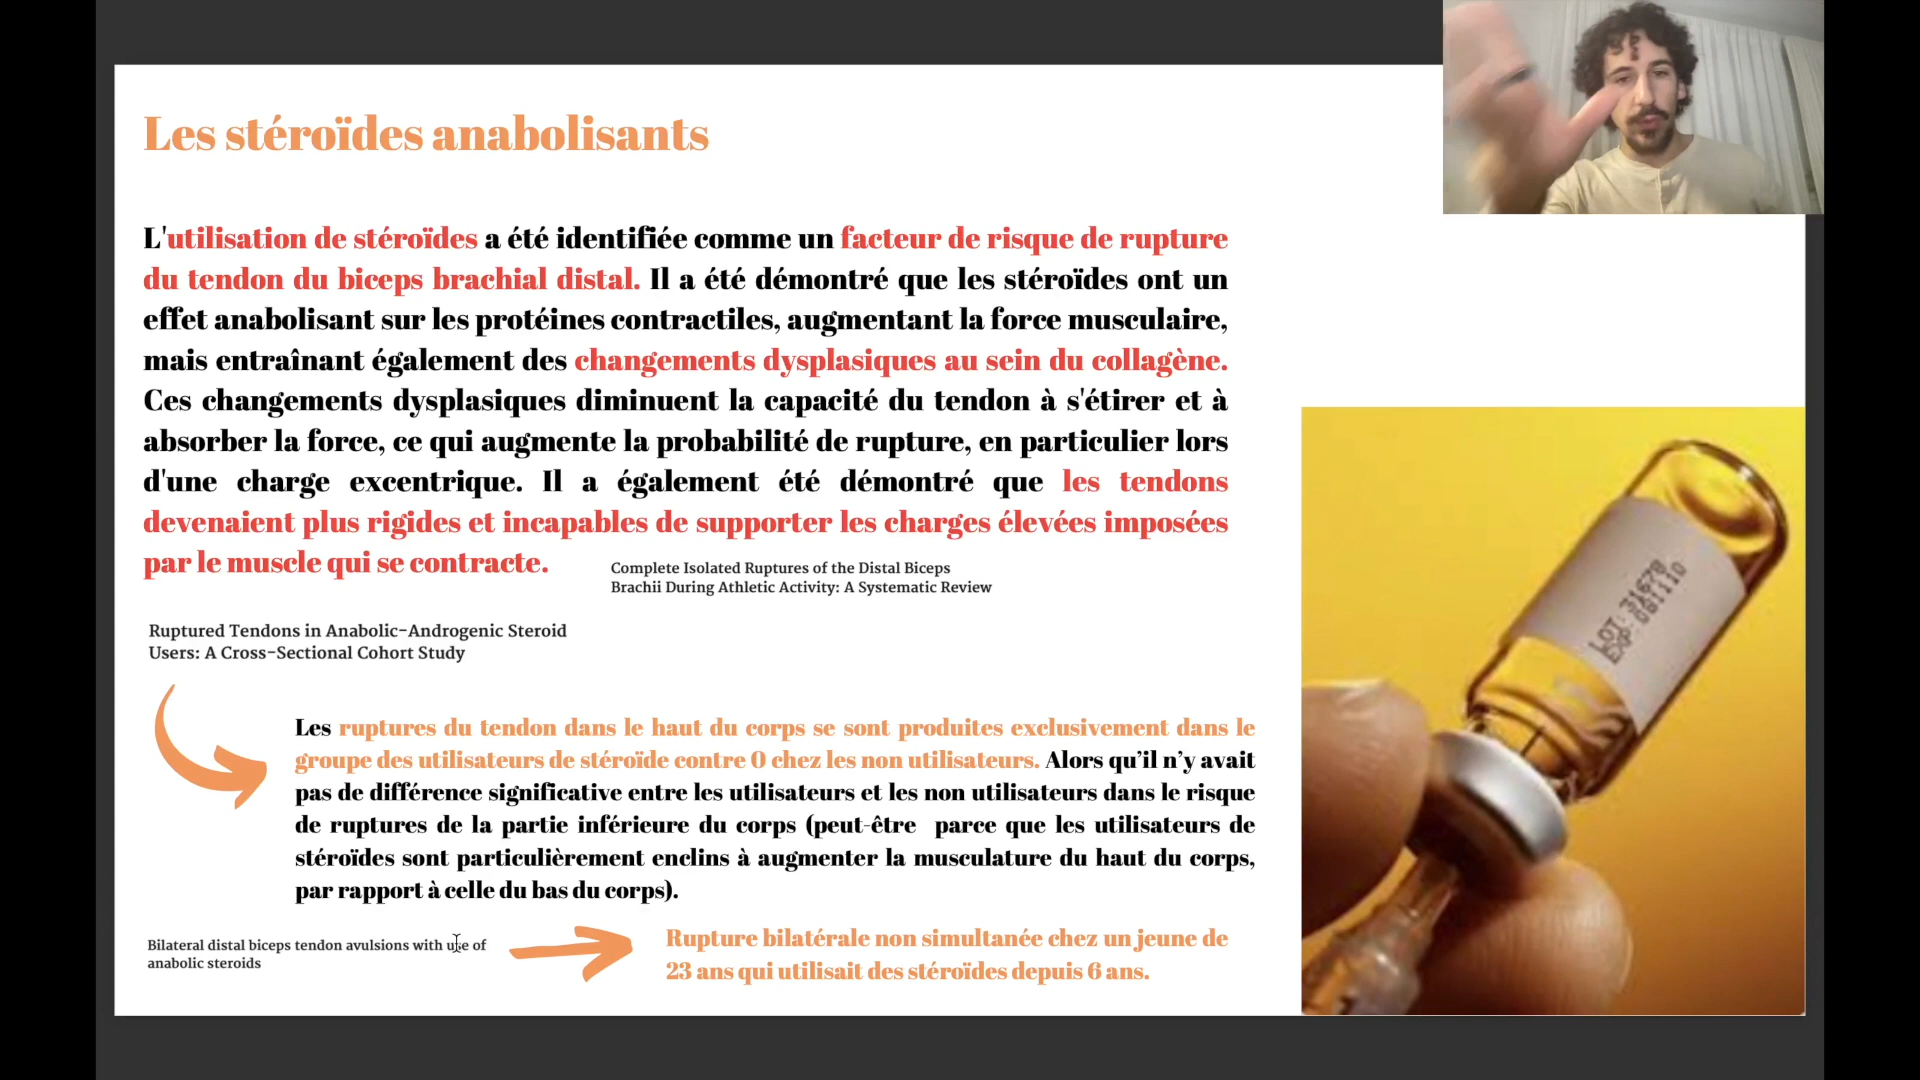 Les stéroïdes anabolisants
L'utilisation de stéroïdes a été identifiée comme un facteur de risque de rupture
du tendon du biceps brachial distal. Il a été démontré que les stéroïdes ont un
effet anabolisant sur les protéines contractiles, augmentant la force musculaire,
mais entraînant également des changements dysplasiques au sein du collagène.
Ces changements dysplasiques diminuent la capacité du tendon à s'étirer et à
absorber la force, ce qui augmente la probabilité de rupture, en particulier lors
d'une charge excentrique. Il a également été démontré que les tendons
devenaient plus rigides et incapables de supporter les charges élevées imposées
par le muscle qui se contracte.
Complete Isolated Ruptures of the Distal Biceps
Brachii During Athletic Activity: A Systematic Review
Ruptured Tendons in Anabolic-Androgenic Steroid
Users: A Cross-Sectional Cohort Study
Les ruptures du tendon dans le haut du corps se sont produites exclusivement dans le
groupe des utilisateurs de stéroïde contre 0 chez les non utilisateurs. Alors qu’il n’y avait
pas de différence significative entre les utilisateurs et les non utilisateurs dans le risque
de ruptures de la partie inférieure du corps (peut-être parce que les utilisateurs de
stéroïdes sont particulièrement enclins à augmenter la musculature du haut du corps,
par rapport à celle du bas du corps).
Bilateral distal biceps tendon avulsions with use of
anabolic steroids
Rupture bilatérale non simultanée chez un jeune de
23 ans qui utilisait des stéroïdes depuis 6 ans.
LOT: 31678
EXP: 081110